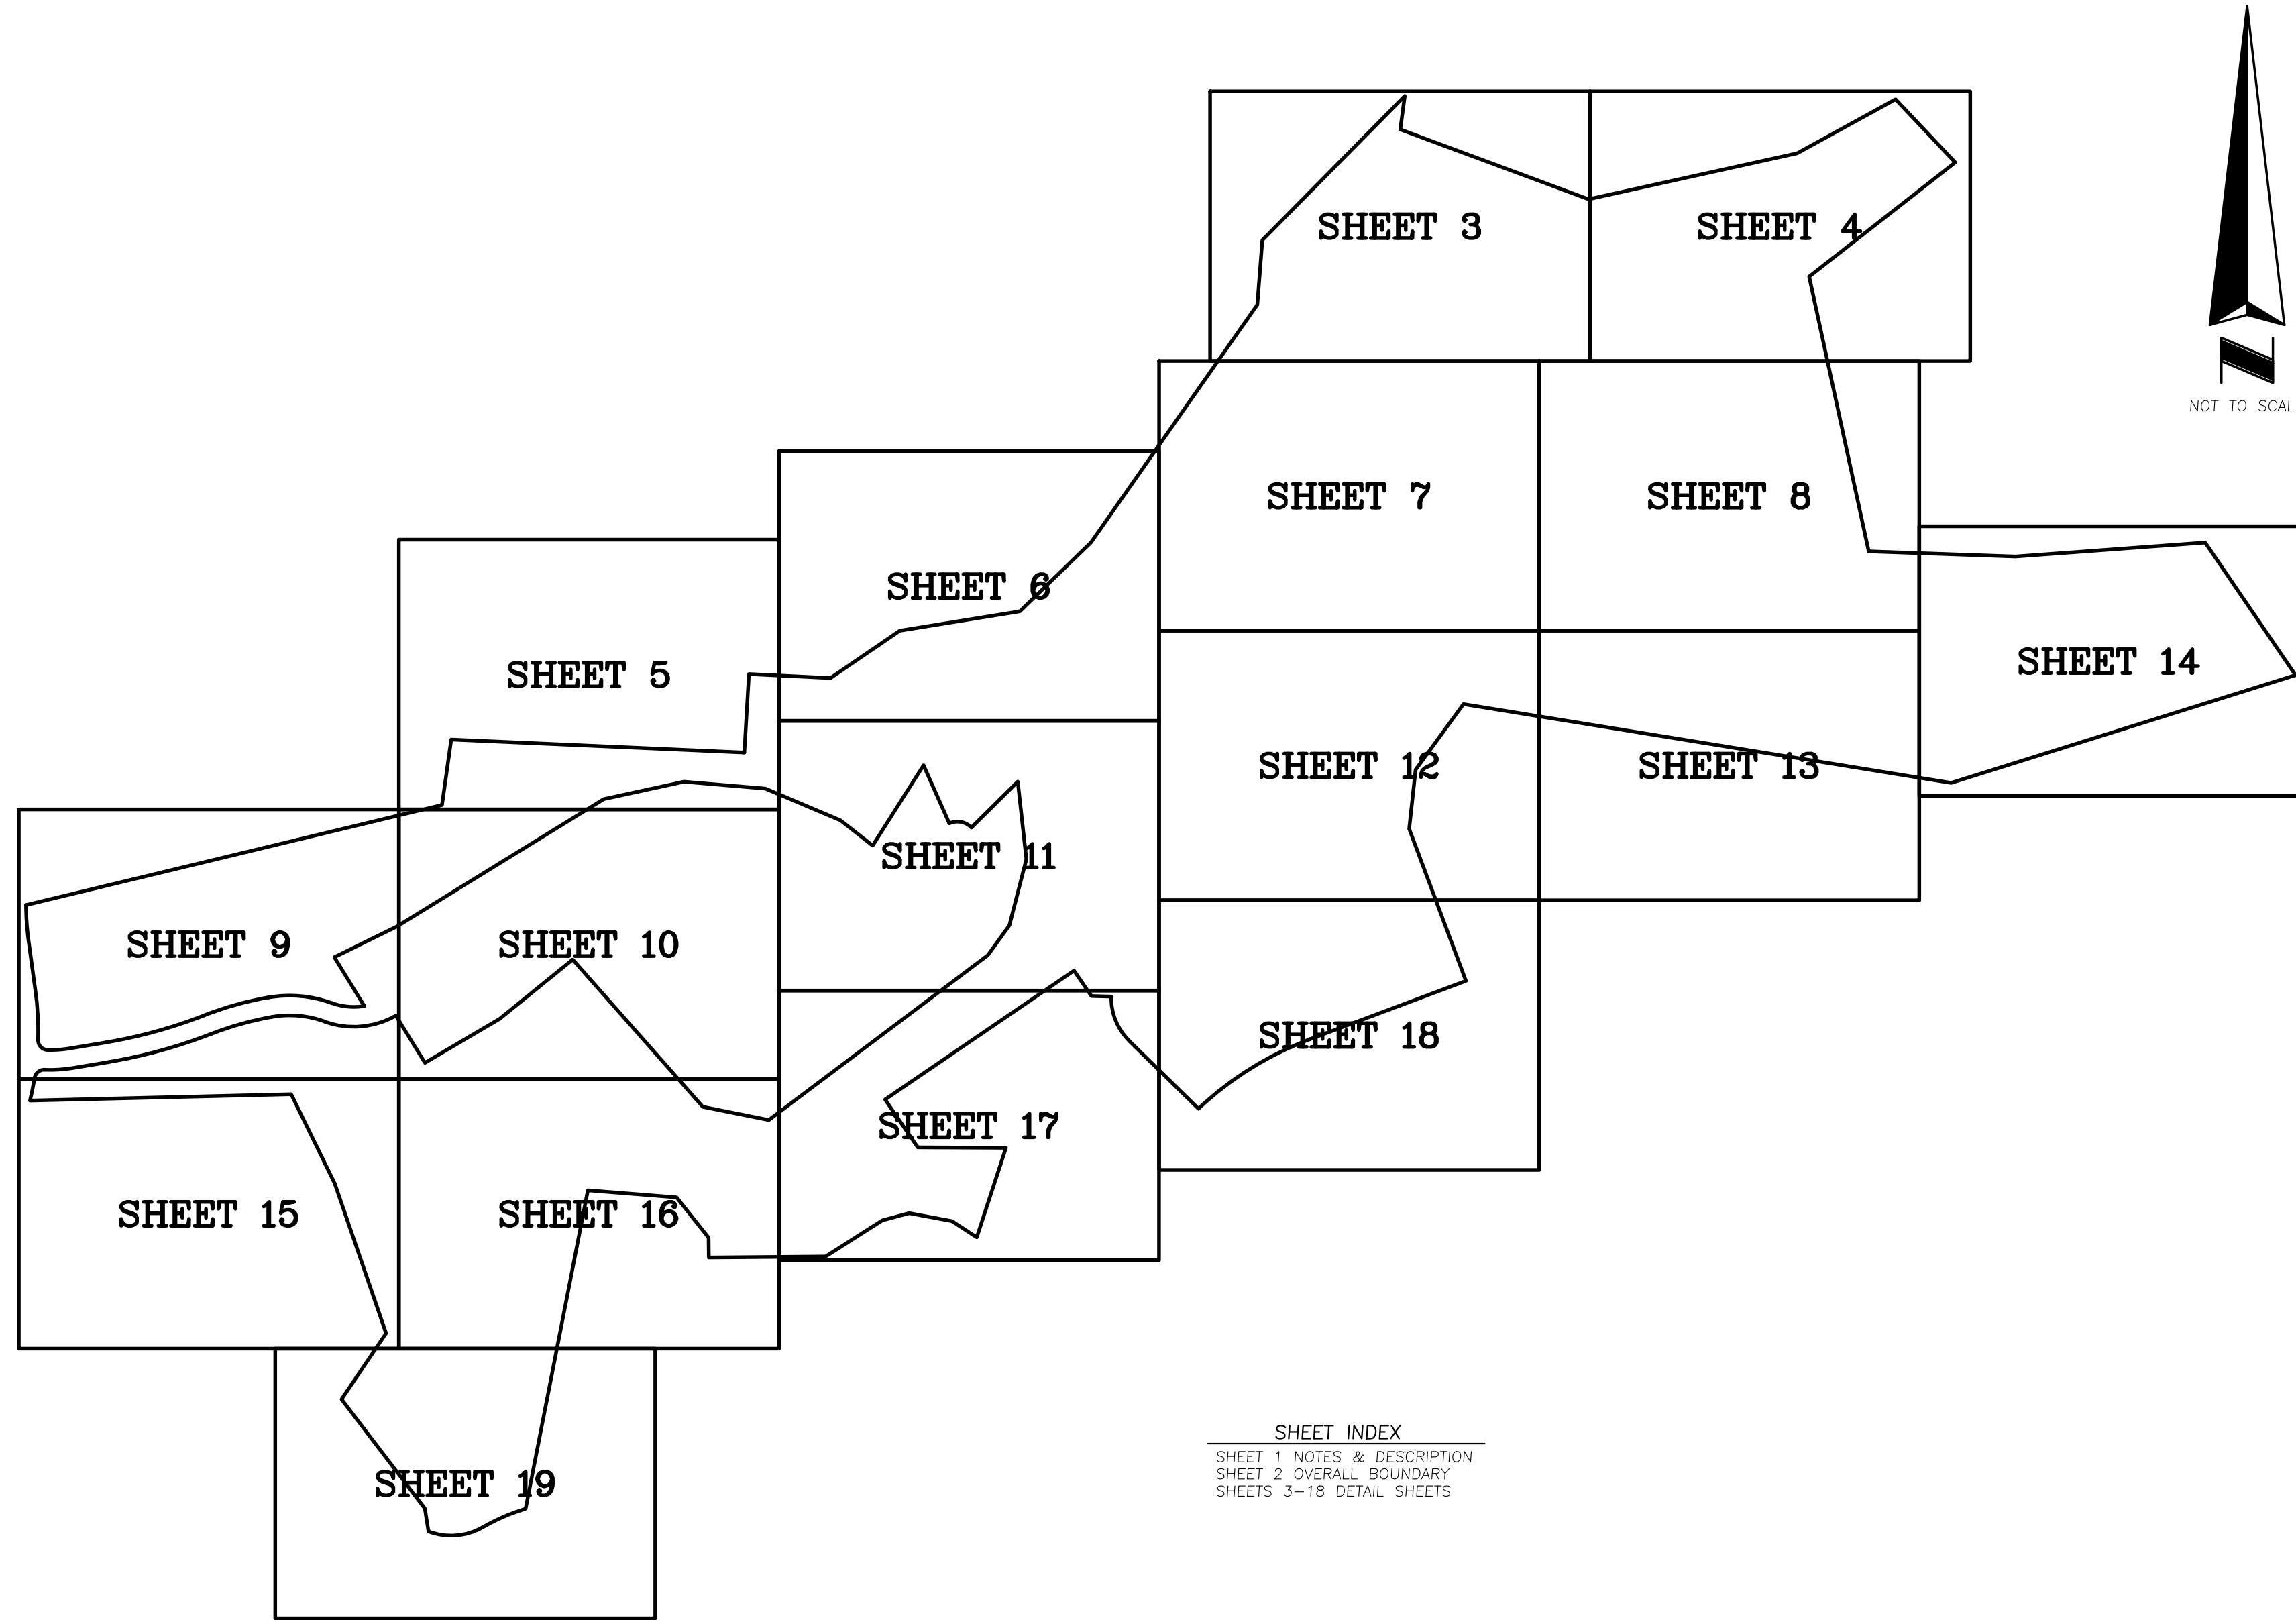 SHEET 3
SHEET 4
NOT TO SCAL
SHEET 7
SHEET 8
SHEET 6
SHEET 5
SHEET 14
SHEET 12
SHEET 13
SHEET 11
SHEET 9
SHEET 10
SHEET 18
SHEET 17
SHEET 15
SHEET 16
SHEET 19
SHEET INDEX
SHEET 1 NOTES & DESCRIPTION
SHEET 2 OVERALL BOUNDARY
SHEETS 3-18 DETAIL SHEETS